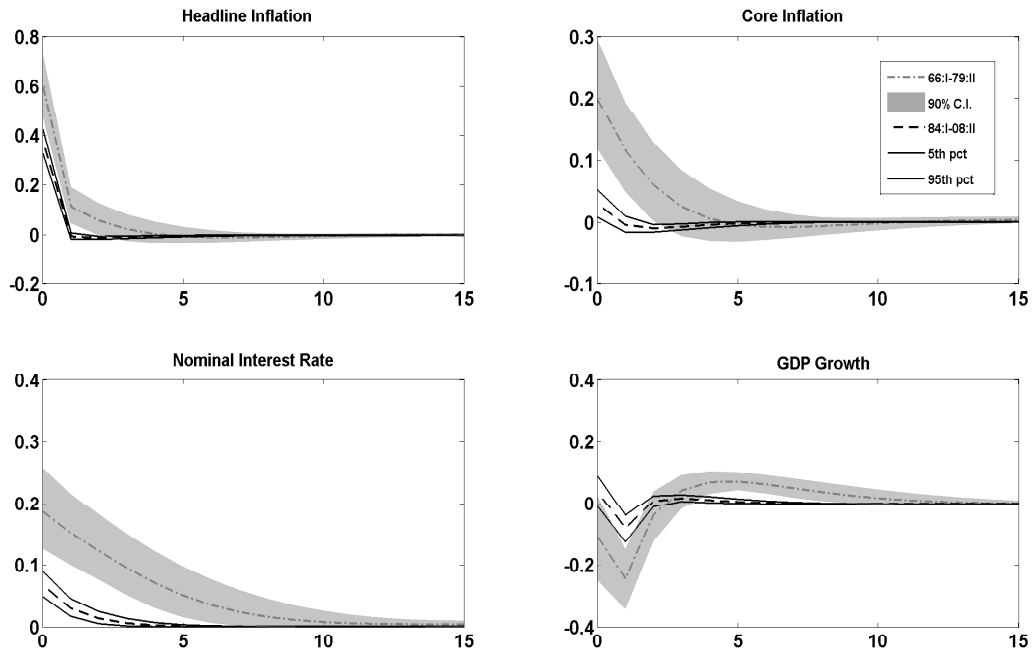 Headline Inflation
0.8
0.6
0.4
0.2
0
-0.2
0 5 10 15
Core Inflation
0.3
0.2
0.1
0
-0.1
0 5 10 15
66:I-79:II
90% C.I.
84:I-08:II
5th pct
95th pct
Nominal Interest Rate
0.4
0.3
0.2
0.1
0
0 5 10 15
GDP Growth
0.4
0.2
0
-0.2
-0.4
0 5 10 15